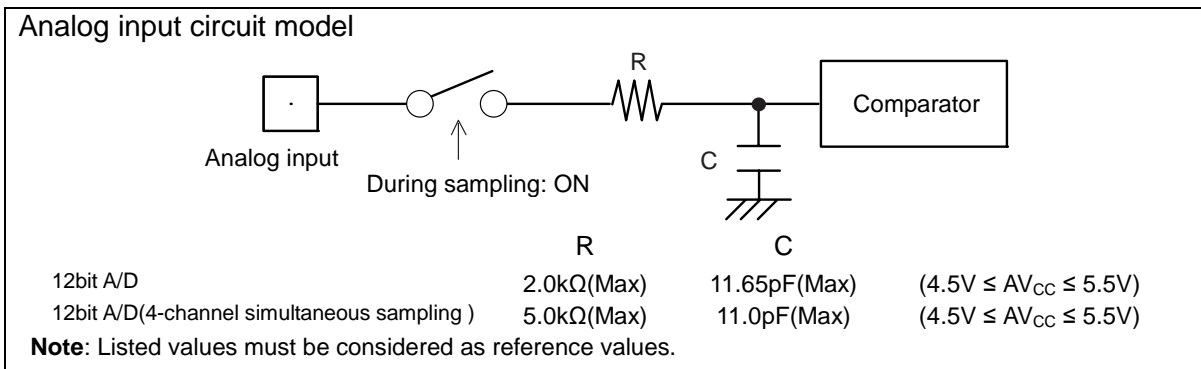 Analog input circuit model
R
Comparator
Analog input
C
During sampling: ON
R C
12bit A/D 2.0kΩ(Max) 11.65pF(Max) (4.5V ≤ AVCC ≤ 5.5V)
12bit A/D(4-channel simultaneous sampling ) 5.0kΩ(Max) 11.0pF(Max) (4.5V ≤ AVCC ≤ 5.5V)
Note: Listed values must be considered as reference values.